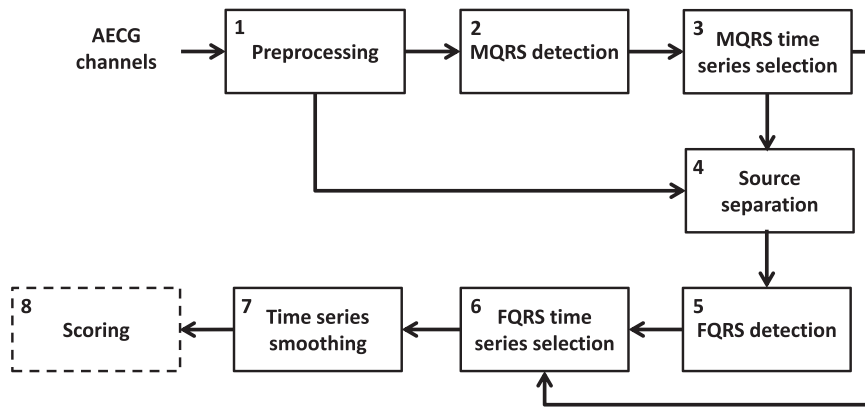 AECG
channels
1
Preprocessing
2
MQRS detection
3
MQRS time
series selection
4
Source
separation
5
FQRS detection
6
FQRS time
series selection
7
Time series
smoothing
8
Scoring